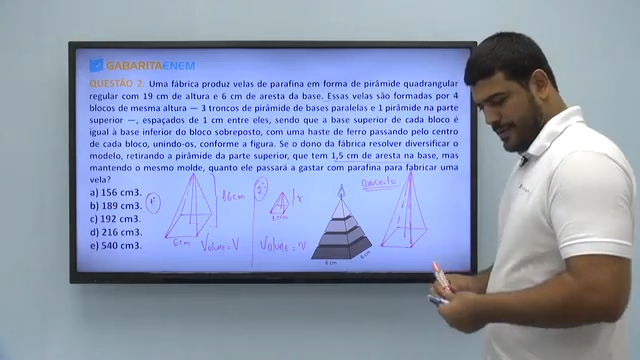 GABARITAENEM
QUESTÃO 2. Uma fábrica produz velas de parafina em forma de pirâmide quadrangular
regular com 19 cm de altura e 6 cm de aresta da base. Essas velas são formadas por 4
blocos de mesma altura — 3 troncos de pirâmide de bases paralelas e 1 pirâmide na parte
superior —, espaçados de 1 cm entre eles, sendo que a base superior de cada bloco é
igual à base inferior do bloco sobreposto, com uma haste de ferro passando pelo centro
de cada bloco, unindo-os, conforme a figura. Se o dono da fábrica resolver diversificar o
modelo, retirando a pirâmide da parte superior, que tem 1,5 cm de aresta na base, mas
mantendo o mesmo molde, quanto ele passará a gastar com parafina para fabricar uma
vela?
a) 156 cm3.
b) 189 cm3.
c) 192 cm3.
d) 216 cm3.
e) 540 cm3.
1º
16cm
6cm
Volume = V
2º
x
Volume = v
6 cm
6 cm
Conceito